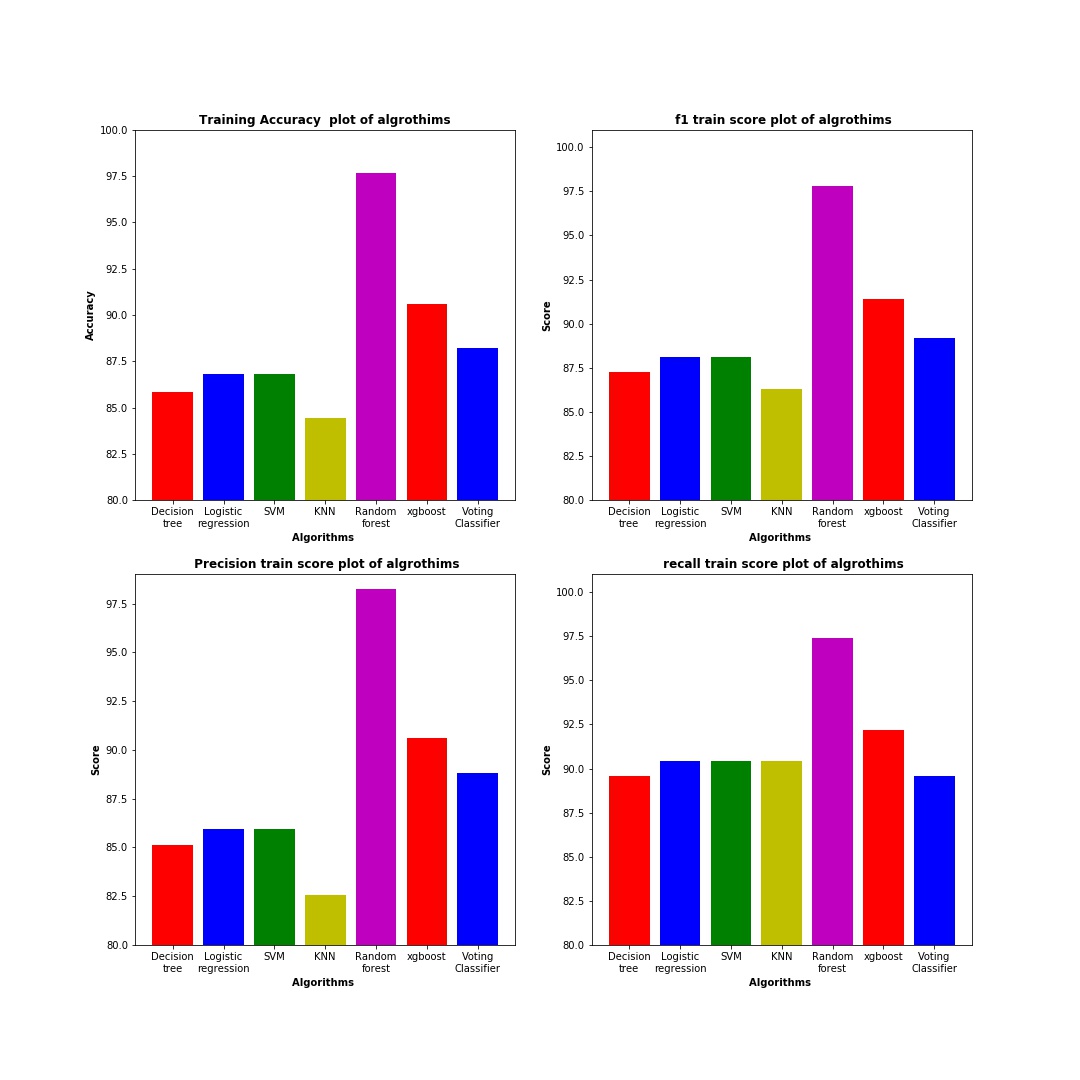 Training Accuracy  plot of algrothims
100.0
97.5
95.0
92.5
90.0
87.5
85.0
82.5
80.0
Accuracy
Decision tree
Logistic regression
SVM
KNN
Random forest
xgboost
Voting Classifier
Algorithms
f1 train score plot of algrothims
100.0
97.5
95.0
92.5
90.0
87.5
85.0
82.5
80.0
Score
Decision tree
Logistic regression
SVM
KNN
Random forest
xgboost
Voting Classifier
Algorithms
Precision train score plot of algrothims
97.5
95.0
92.5
90.0
87.5
85.0
82.5
80.0
Score
Decision tree
Logistic regression
SVM
KNN
Random forest
xgboost
Voting Classifier
Algorithms
recall train score plot of algrothims
100.0
97.5
95.0
92.5
90.0
87.5
85.0
82.5
80.0
Score
Decision tree
Logistic regression
SVM
KNN
Random forest
xgboost
Voting Classifier
Algorithms